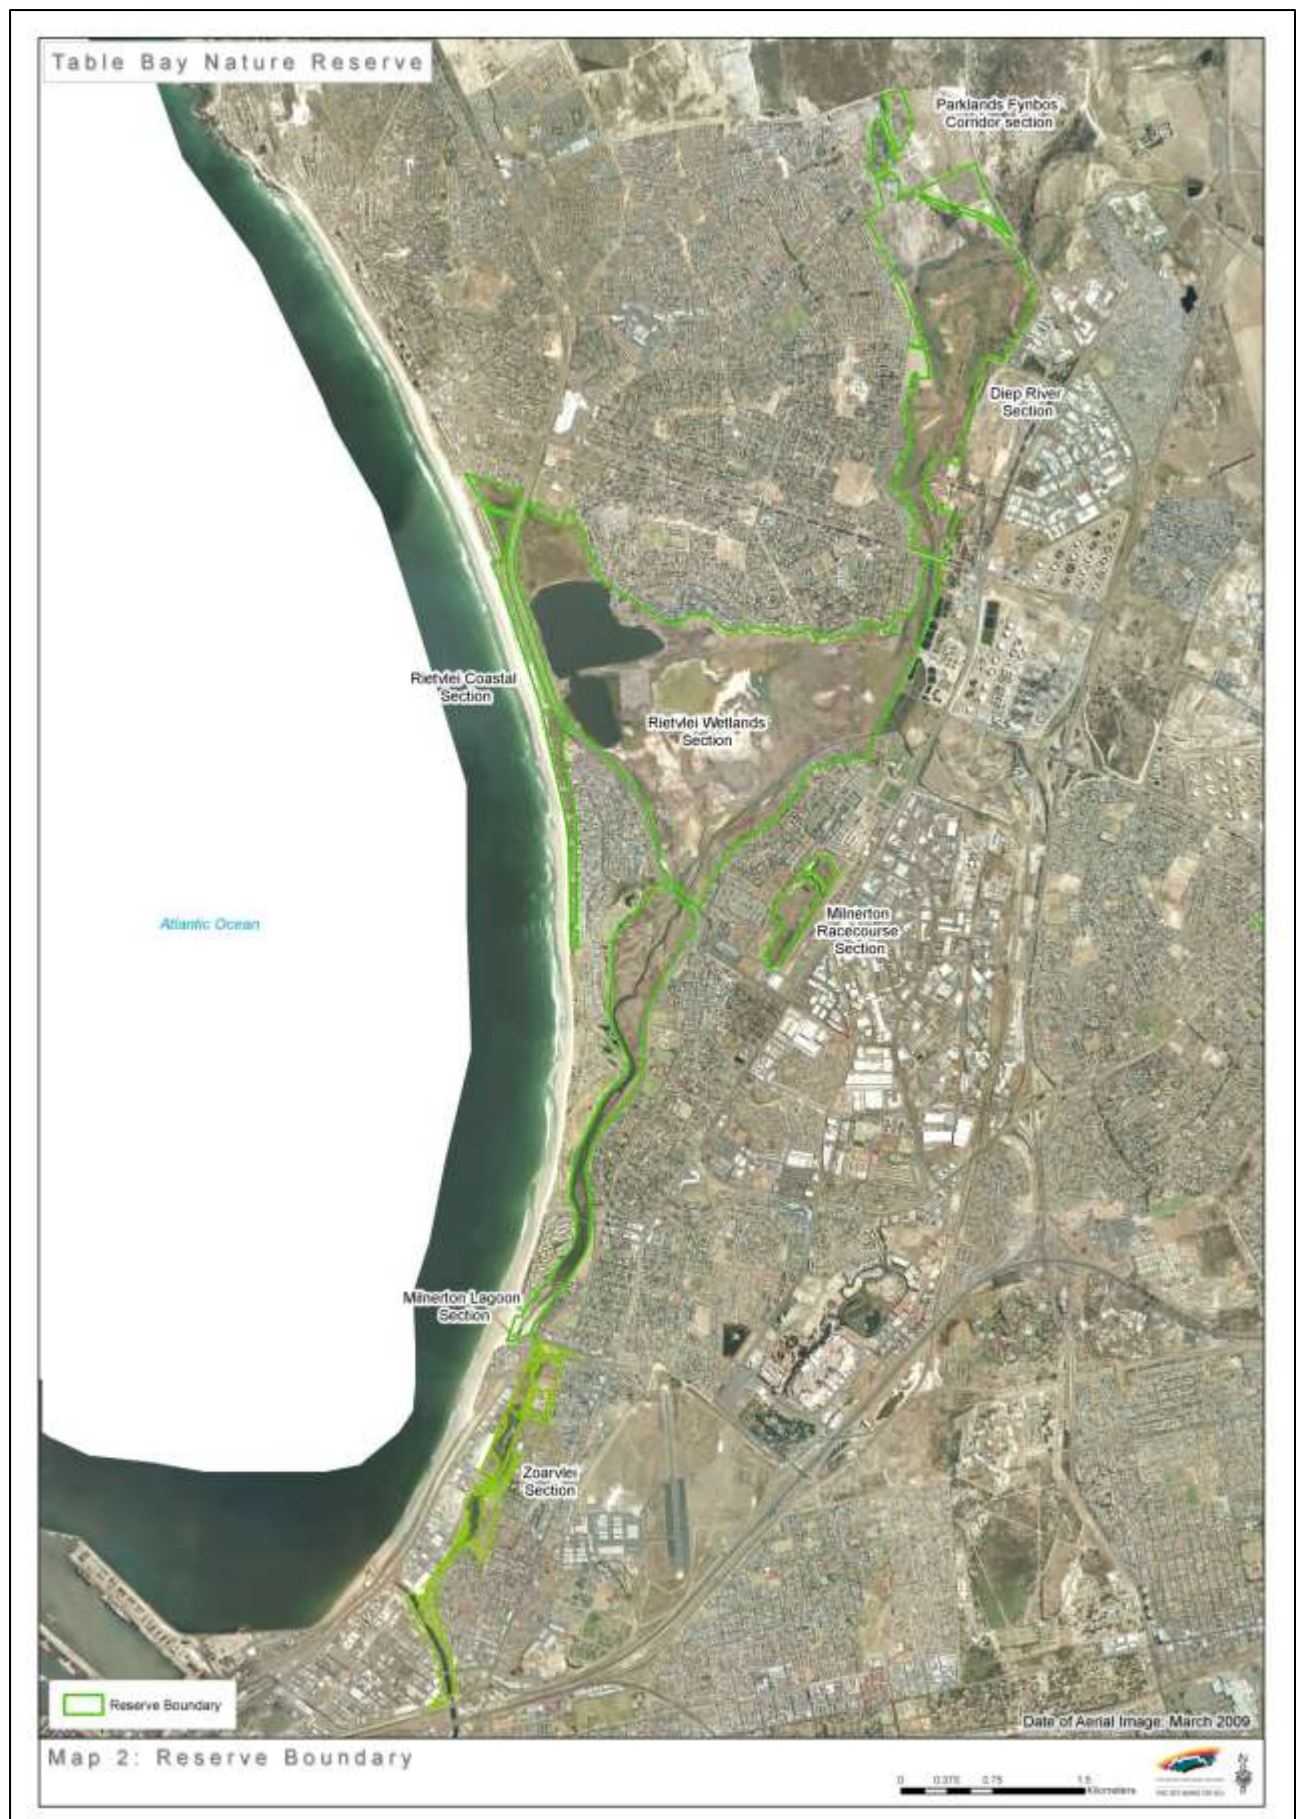 Table Bay Nature Reserve
Parklands Fynbos
Corridor section
Diep River
Section
Rietvlei Coastal
Section
Rietvlei Wetlands
Section
Atlantic Ocean
Milnerton
Racecourse
Section
Milnerton Lagoon
Section
Zoarvlei
Section
Reserve Boundary
Date of Aerial Image: March 2009
Map 2: Reserve Boundary
0 0.375 0.75 1.5
Kilometers
N